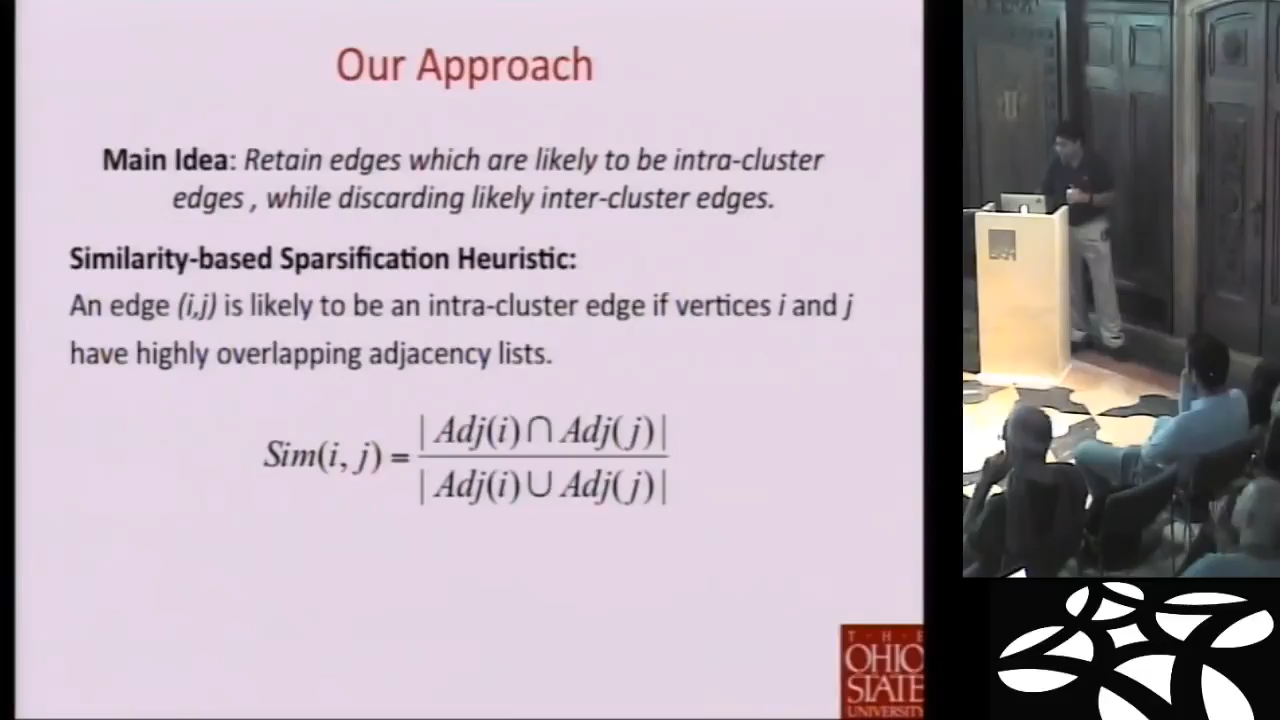 Our Approach
Main Idea: Retain edges which are likely to be intra-cluster
edges , while discarding likely inter-cluster edges.
Similarity-based Sparsification Heuristic:
An edge (i,j) is likely to be an intra-cluster edge if vertices i and j
have highly overlapping adjacency lists.
Sim(i, j) = | Adj(i) ∩ Adj( j) | / | Adj(i) ∪ Adj( j) |
T · H · E
OHIO
STATE
UNIVERSITY